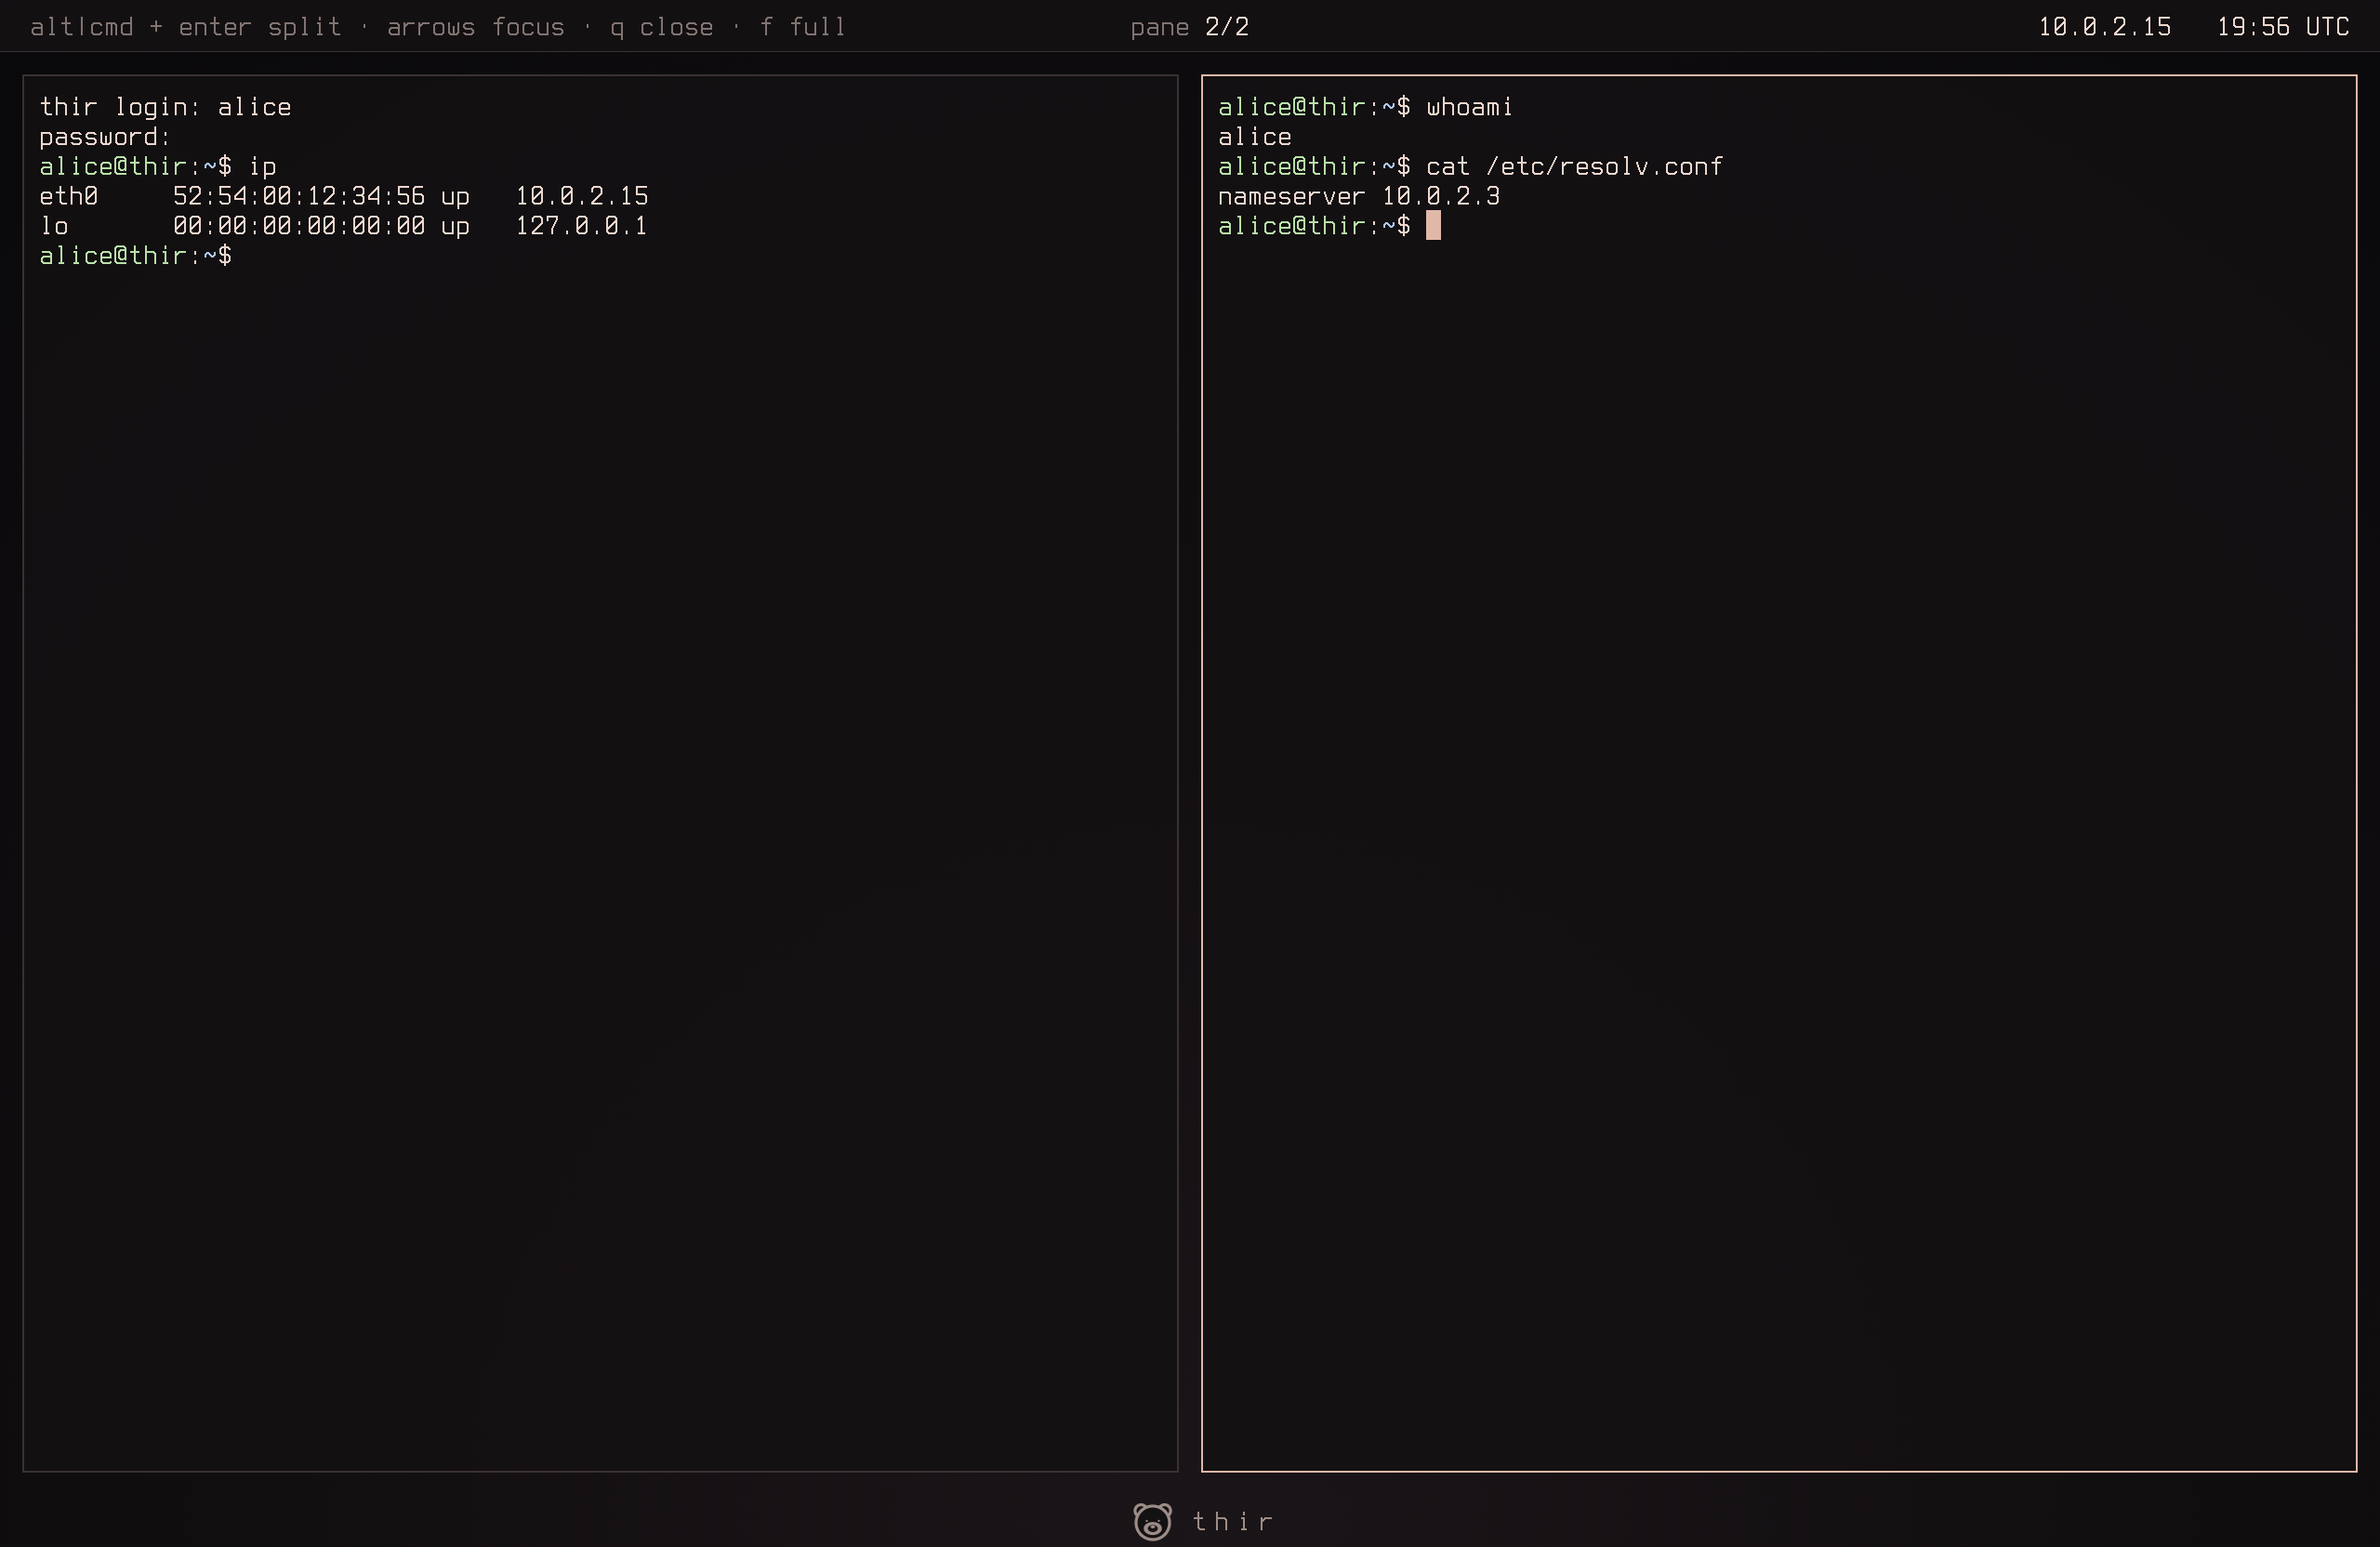 alt|cmd + enter split · arrows focus · q close · f full pane 2/2 10.0.2.15 19:56 UTC
thir login: alice
password:
alice@thir:~$ ip
eth0 52:54:00:12:34:56 up 10.0.2.15
lo 00:00:00:00:00:00 up 127.0.0.1
alice@thir:~$
alice@thir:~$ whoami
alice
alice@thir:~$ cat /etc/resolv.conf
nameserver 10.0.2.3
alice@thir:~$
thir